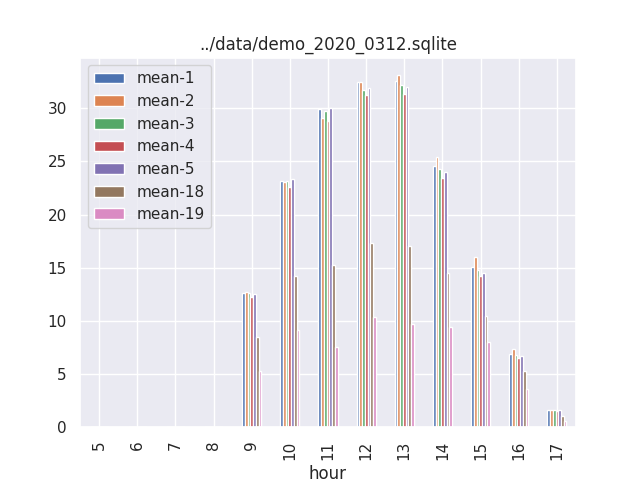 ../data/demo_2020_0312.sqlite
mean-1
mean-2
mean-3
mean-4
mean-5
mean-18
mean-19
30
25
20
15
10
5
0
5 6 7 8 9 10 11 12 13 14 15 16 17
hour